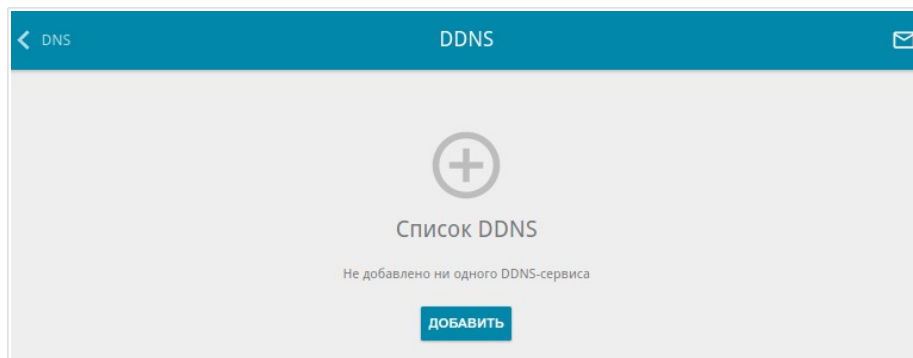 DNS
DDNS
Список DDNS
Не добавлено ни одного DDNS-сервиса
ДОБАВИТЬ